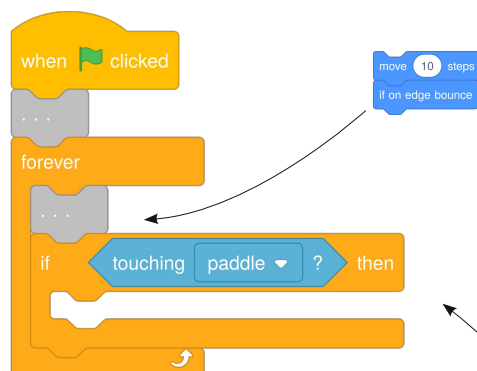 when clicked
. . .
forever
. . .
if touching paddle ? then
move 10 steps
if on edge bounce